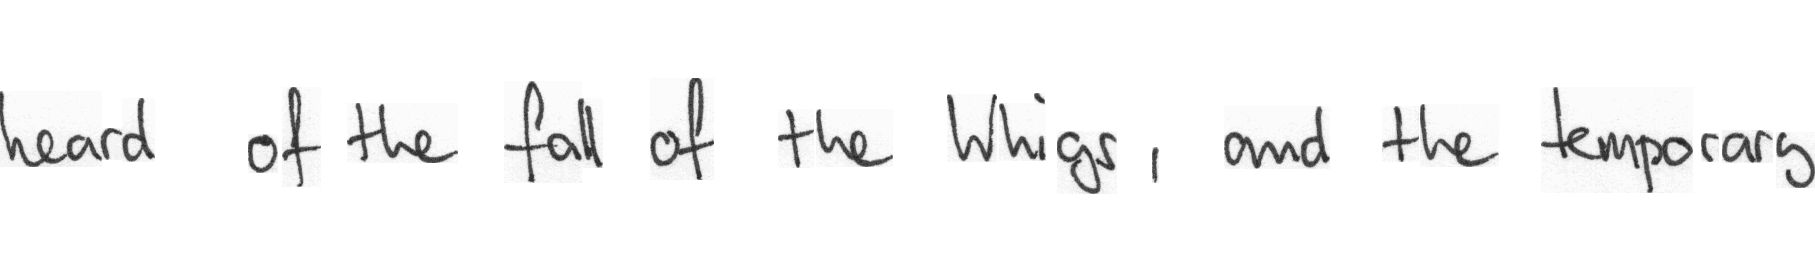 heard of the fall of the Whigs, and the temporary